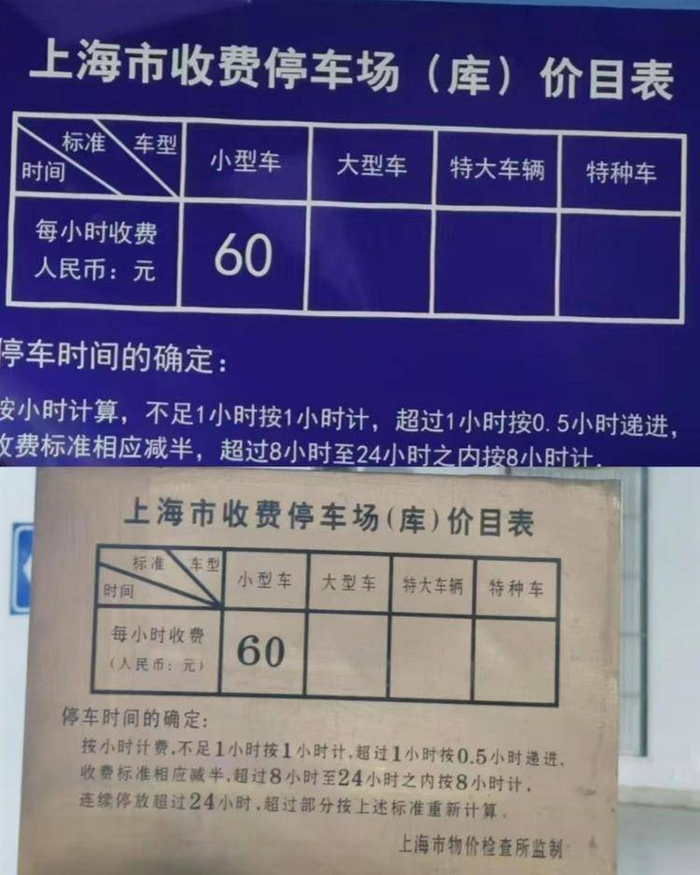 上海市收费停车场（库）价目表
标准 车型
时间
小型车 大型车 特大车辆 特种车
每小时收费
人民币：元
60
停车时间的确定：
按小时计算，不足1小时按1小时计，超过1小时按0.5小时递进，
收费标准相应减半，超过8小时至24小时之内按8小时计.
上海市收费停车场(库)价目表
标准 车型
时间
小型车 大型车 特大车辆 特种车
每小时收费
（人民币：元）
60
停车时间的确定:
按小时计费,不足1小时按1小时计,超过1小时按0.5小时递进,
收费标准相应减半,超过8小时至24小时之内按8小时计,
连续停放超过24小时,超过部分按上述标准重新计算。
上海市物价检查所监制